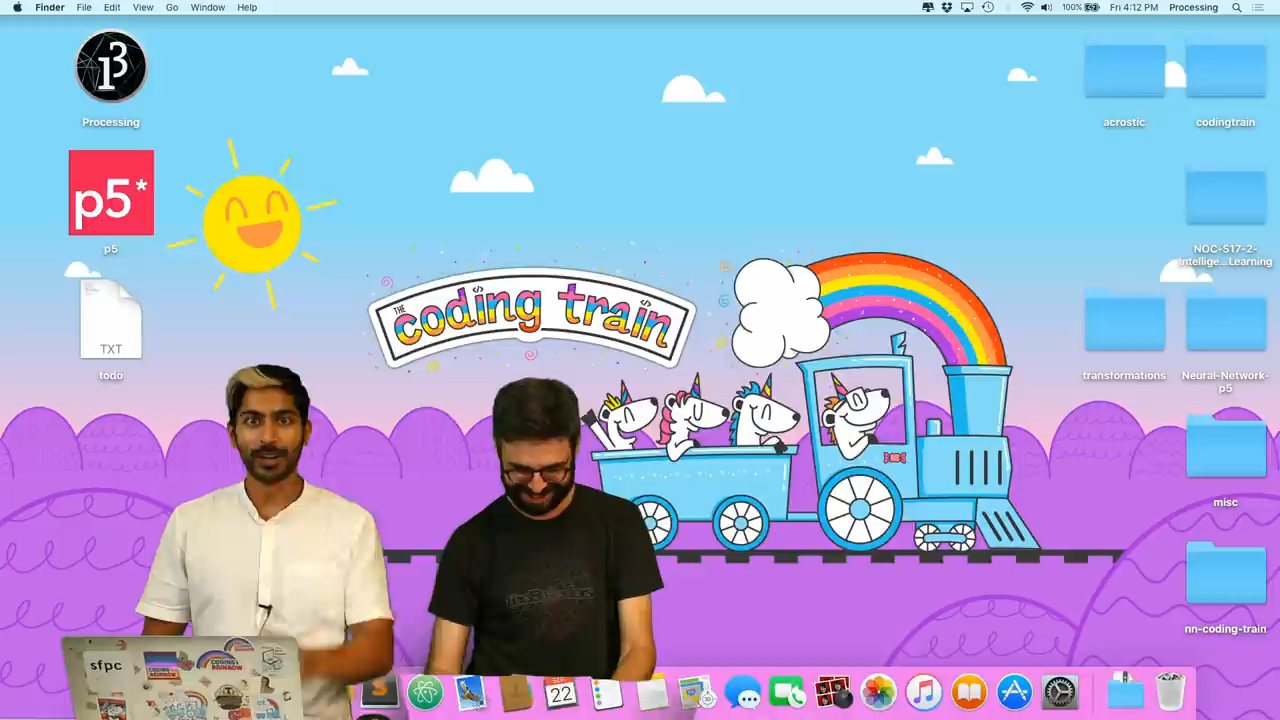 Finder File Edit View Go Window Help
100% Fri 4:12 PM Processing
Processing
acrostic
codingtrain
p5*
p5
NOC-S17-2-
Intellige...Learning
TXT
todo
THE
coding train
transformations
Neural-Network-
p5
misc
nn-coding-train
sfpc
SEP
22